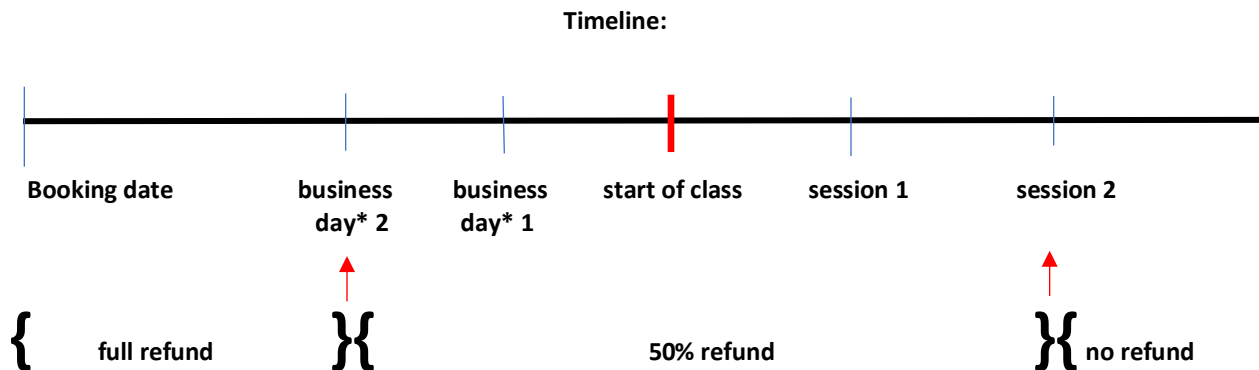 Timeline:
Booking date
business
day* 2
business
day* 1
start of class
session 1
session 2
{ full refund }{ 50% refund }{ no refund